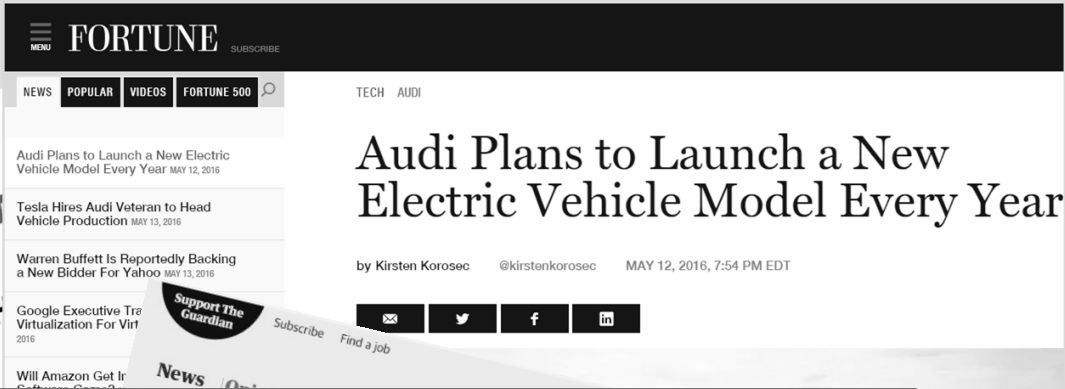 MENU
FORTUNE
SUBSCRIBE
NEWS
POPULAR
VIDEOS
FORTUNE 500
Audi Plans to Launch a New Electric
Vehicle Model Every Year MAY 12, 2016
Tesla Hires Audi Veteran to Head
Vehicle Production MAY 13, 2016
Warren Buffett Is Reportedly Backing
a New Bidder For Yahoo MAY 13, 2016
Google Executive
Virtualization For
2016
Will Amazon Get
TECH AUDI
Audi Plans to Launch a New
Electric Vehicle Model Every Year
by Kirsten Korosec @kirstenkorosec MAY 12, 2016, 7:54 PM EDT
Support The
Guardian
Subscribe
Find a job
News